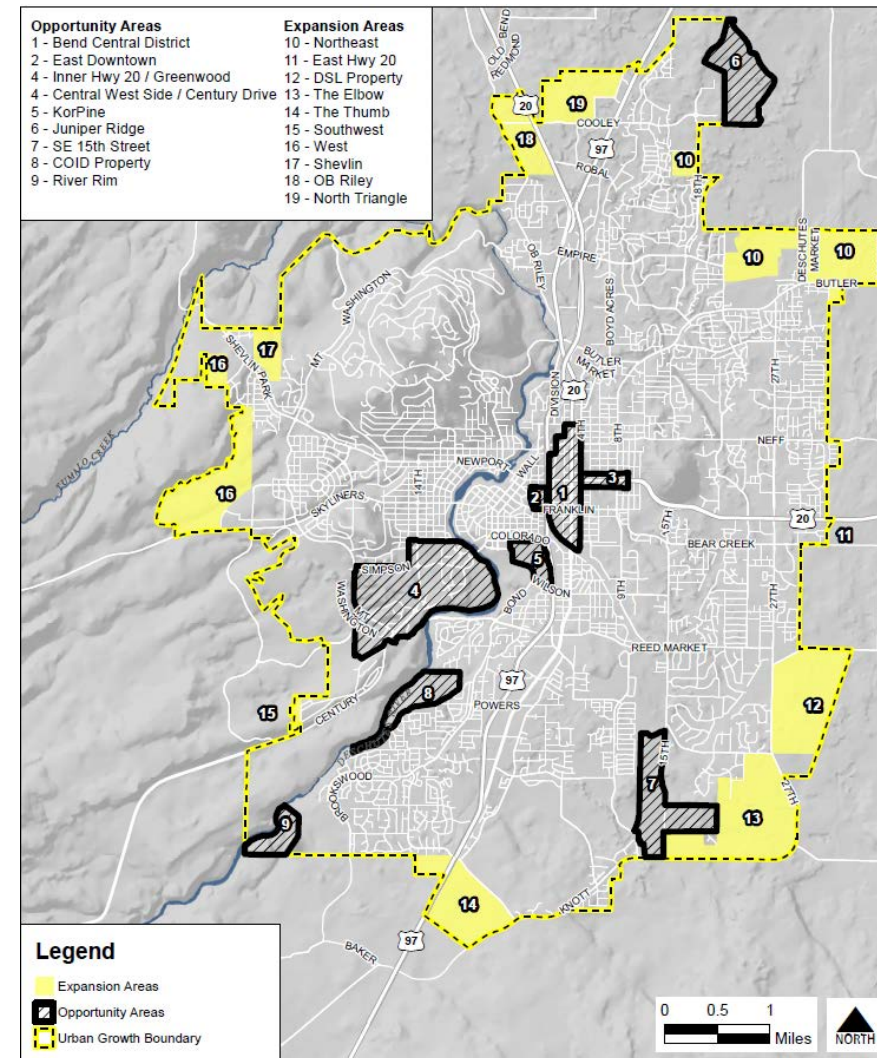 Opportunity Areas
1 - Bend Central District
2 - East Downtown
4 - Inner Hwy 20 / Greenwood
4 - Central West Side / Century Drive
5 - KorPine
6 - Juniper Ridge
7 - SE 15th Street
8 - COID Property
9 - River Rim
Expansion Areas
10 - Northeast
11 - East Hwy 20
12 - DSL Property
13 - The Elbow
14 - The Thumb
15 - Southwest
16 - West
17 - Shevlin
18 - OB Riley
19 - North Triangle
OLD BEND
REDMOND
6
20
19
COOLEY
97
18
ROBAL
10
18TH
OB RILEY
EMPIRE
10
DESCHUTES
MARKET
10
BUTLER
WASHINGTON
MT
BOYD ACRES
SHEVLIN PARK
17
16
BUTLER
MARKET
27TH
DIVISION
20
4TH
8TH
NEFF
TUMALO CREEK
NEWPORT
WALL
14TH
16
SKYLINERS
1
3
2
FRANKLIN
15TH
20
11
COLORADO
BEAR CREEK
5
SIMPSON
4
WILSON
BOND
9TH
27TH
MT
WASHINGTON
REED MARKET
97
8
12
15
CENTURY
POWERS
DESCHUTES RIVER
BROOKSWOOD
15TH
7
27TH
9
13
14
KNOTT
97
BAKER
Legend
Expansion Areas
Opportunity Areas
Urban Growth Boundary
0 0.5 1
Miles
NORTH